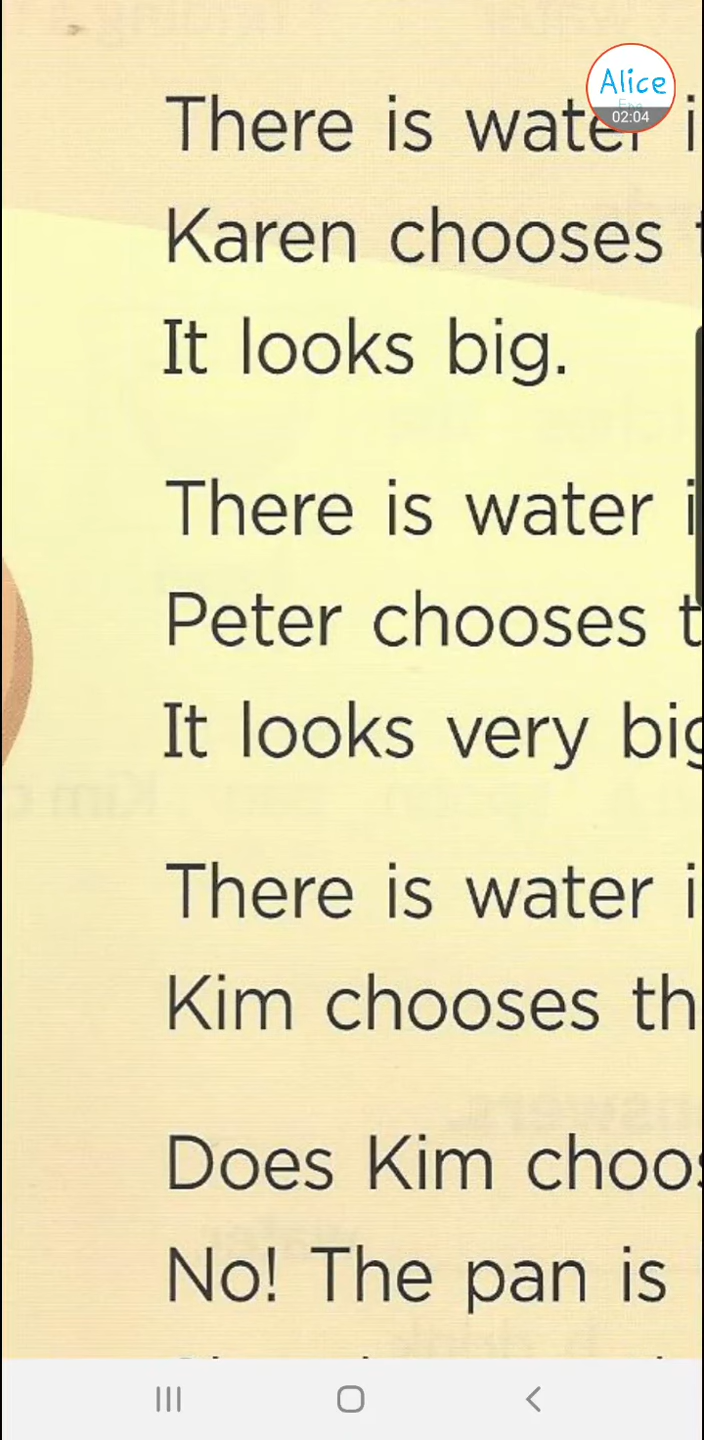 Alice
Eng
02:04
There is water
Karen chooses
It looks big.
There is water
Peter chooses
It looks very
There is water
Kim chooses
Does Kim
No! The pan is